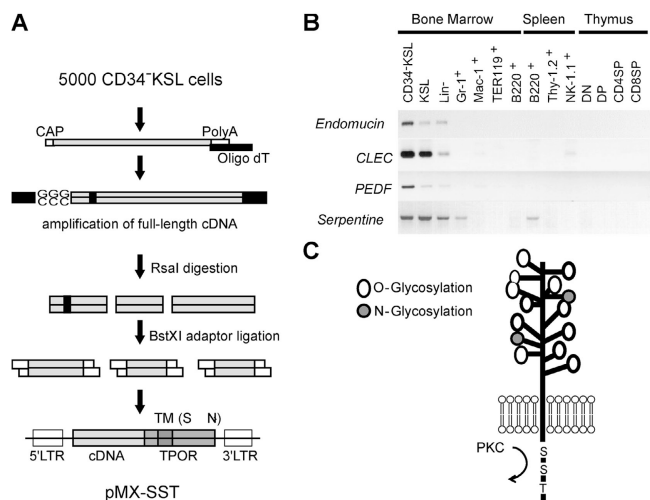 A
5000 CD34⁻KSL cells
CAP
PolyA
Oligo dT
GGG
CCC
amplification of full-length cDNA
RsaI digestion
BstXI adaptor ligation
TM (S N)
5'LTR
cDNA
TPOR
3'LTR
pMX-SST
B
Bone Marrow
Spleen
Thymus
CD34⁻KSL
KSL
Lin-
Gr-1⁺
Mac-1⁺
TER119⁺
B220⁺
B220⁺
Thy-1.2⁺
NK-1.1⁺
DN
DP
CD4SP
CD8SP
Endomucin
CLEC
PEDF
Serpentine
C
O-Glycosylation
N-Glycosylation
PKC
S
S
T